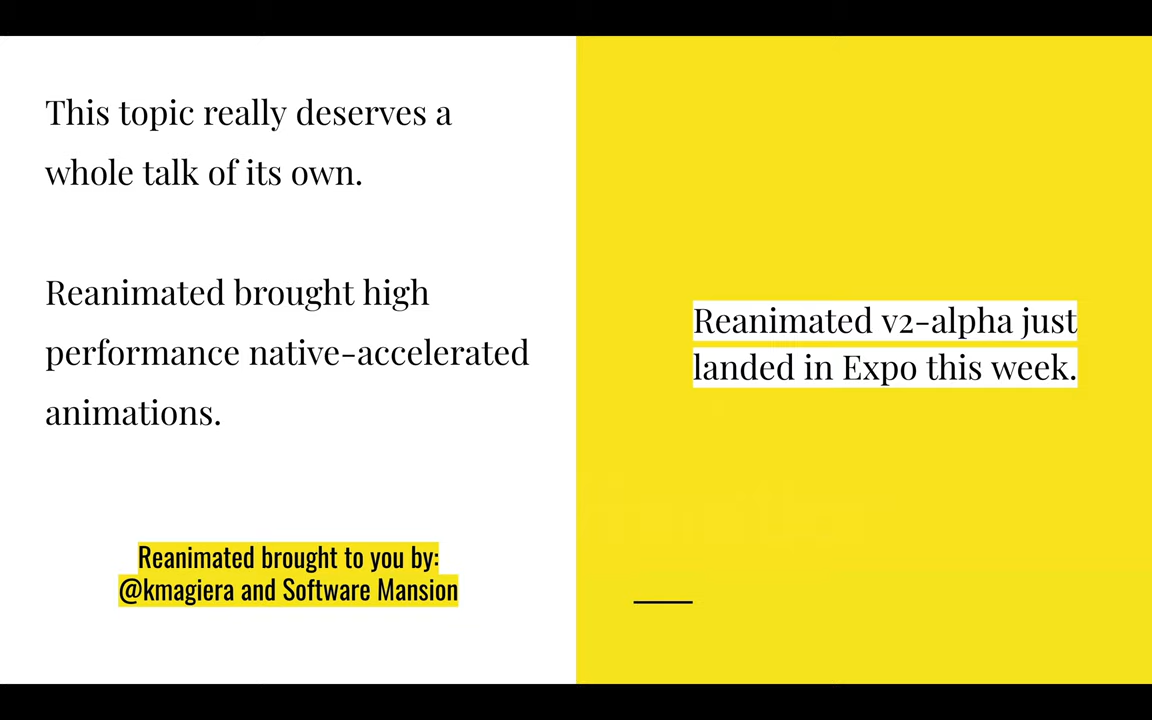 This topic really deserves a
whole talk of its own.
Reanimated brought high
performance native-accelerated
animations.
Reanimated brought to you by:
@kmagiera and Software Mansion
Reanimated v2-alpha just
landed in Expo this week.